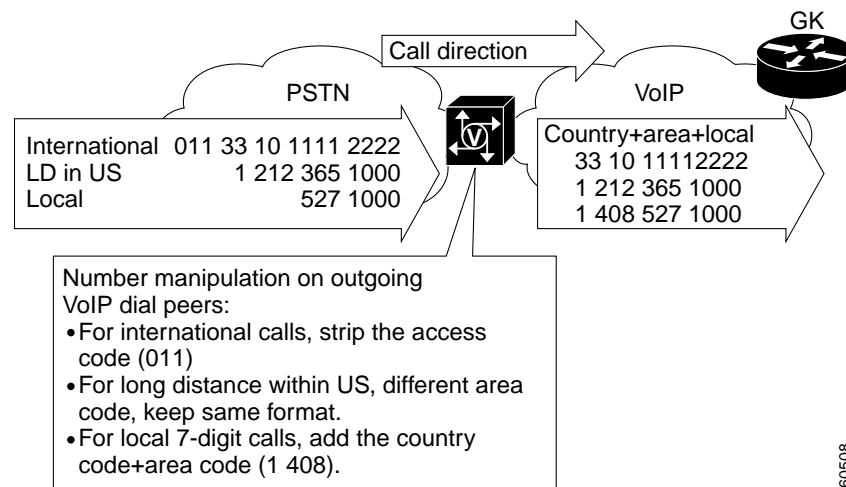 GK
Call direction
PSTN
VoIP
International 011 33 10 1111 2222
LD in US 1 212 365 1000
Local 527 1000
V
Country+area+local
33 10 11112222
1 212 365 1000
1 408 527 1000
Number manipulation on outgoing
VoIP dial peers:
•For international calls, strip the access
code (011)
•For long distance within US, different area
code, keep same format.
•For local 7-digit calls, add the country
code+area code (1 408).
60508